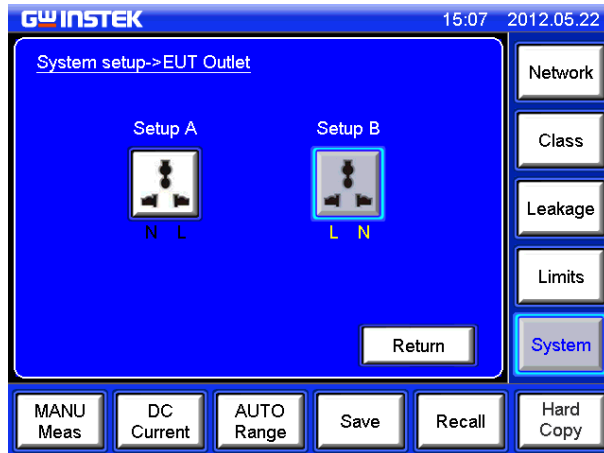 GW INSTEK 15:07 2012.05.22
System setup->EUT Outlet
Setup A Setup B
N L L N
Return
Network
Class
Leakage
Limits
System
MANU Meas
DC Current
AUTO Range
Save
Recall
Hard Copy